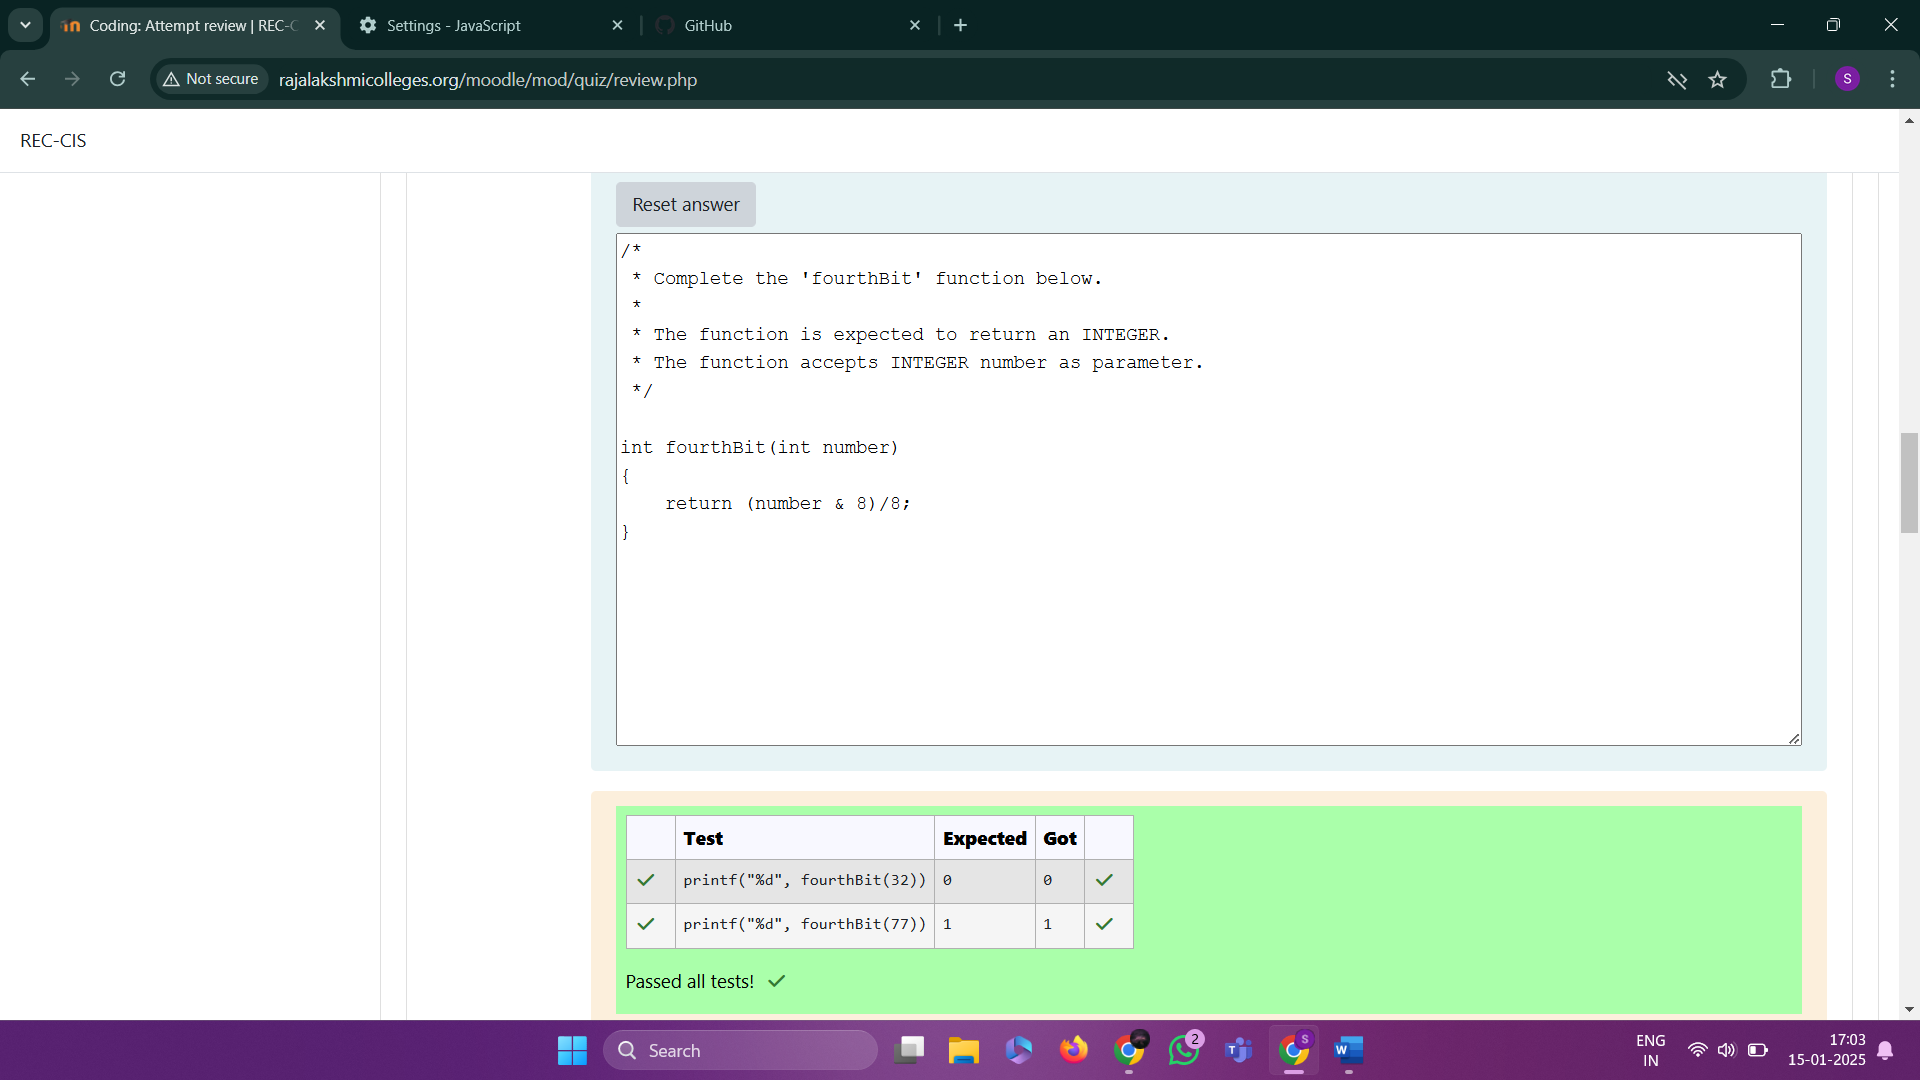 Coding: Attempt review | REC-C
Settings - JavaScript
GitHub
Not secure
rajalakshmicolleges.org/moodle/mod/quiz/review.php
S
REC-CIS
Reset answer
/*
 * Complete the 'fourthBit' function below.
 *
 * The function is expected to return an INTEGER.
 * The function accepts INTEGER number as parameter.
 */
int fourthBit(int number)
{
    return (number & 8)/8;
}
Test Expected Got
printf("%d", fourthBit(32)) 0 0
printf("%d", fourthBit(77)) 1 1
Passed all tests!
Search
2
T
S
W
ENG
IN
17:03
15-01-2025